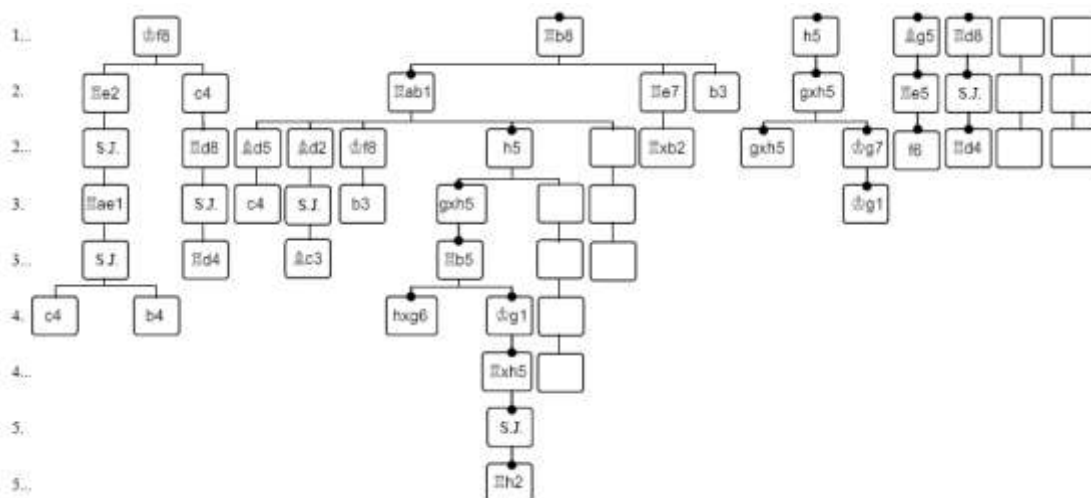 1... ♔f8 ♖b8 h5 ♗g5 ♖d8
2. ♖e2 c4 ♖ab1 ♖e7 b3 gxh5 ♖e5 S.J.
2... S.J. ♖d8 ♗d5 ♗d2 ♔f8 h5 ♖xb2 gxh5 ♔g7 f6 ♖d4
3. ♖ae1 S.J. c4 S.J. b3 gxh5 ♔g1
3... S.J. ♖d4 ♗c3 ♖b5
4. c4 b4 hxg6 ♔g1
4... ♖xh5
5. S.J.
5... ♖h2